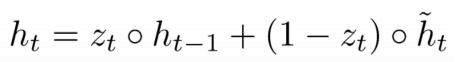 h_t = z_t ∘ h_{t-1} + (1 − z_t) ∘ h̃_t